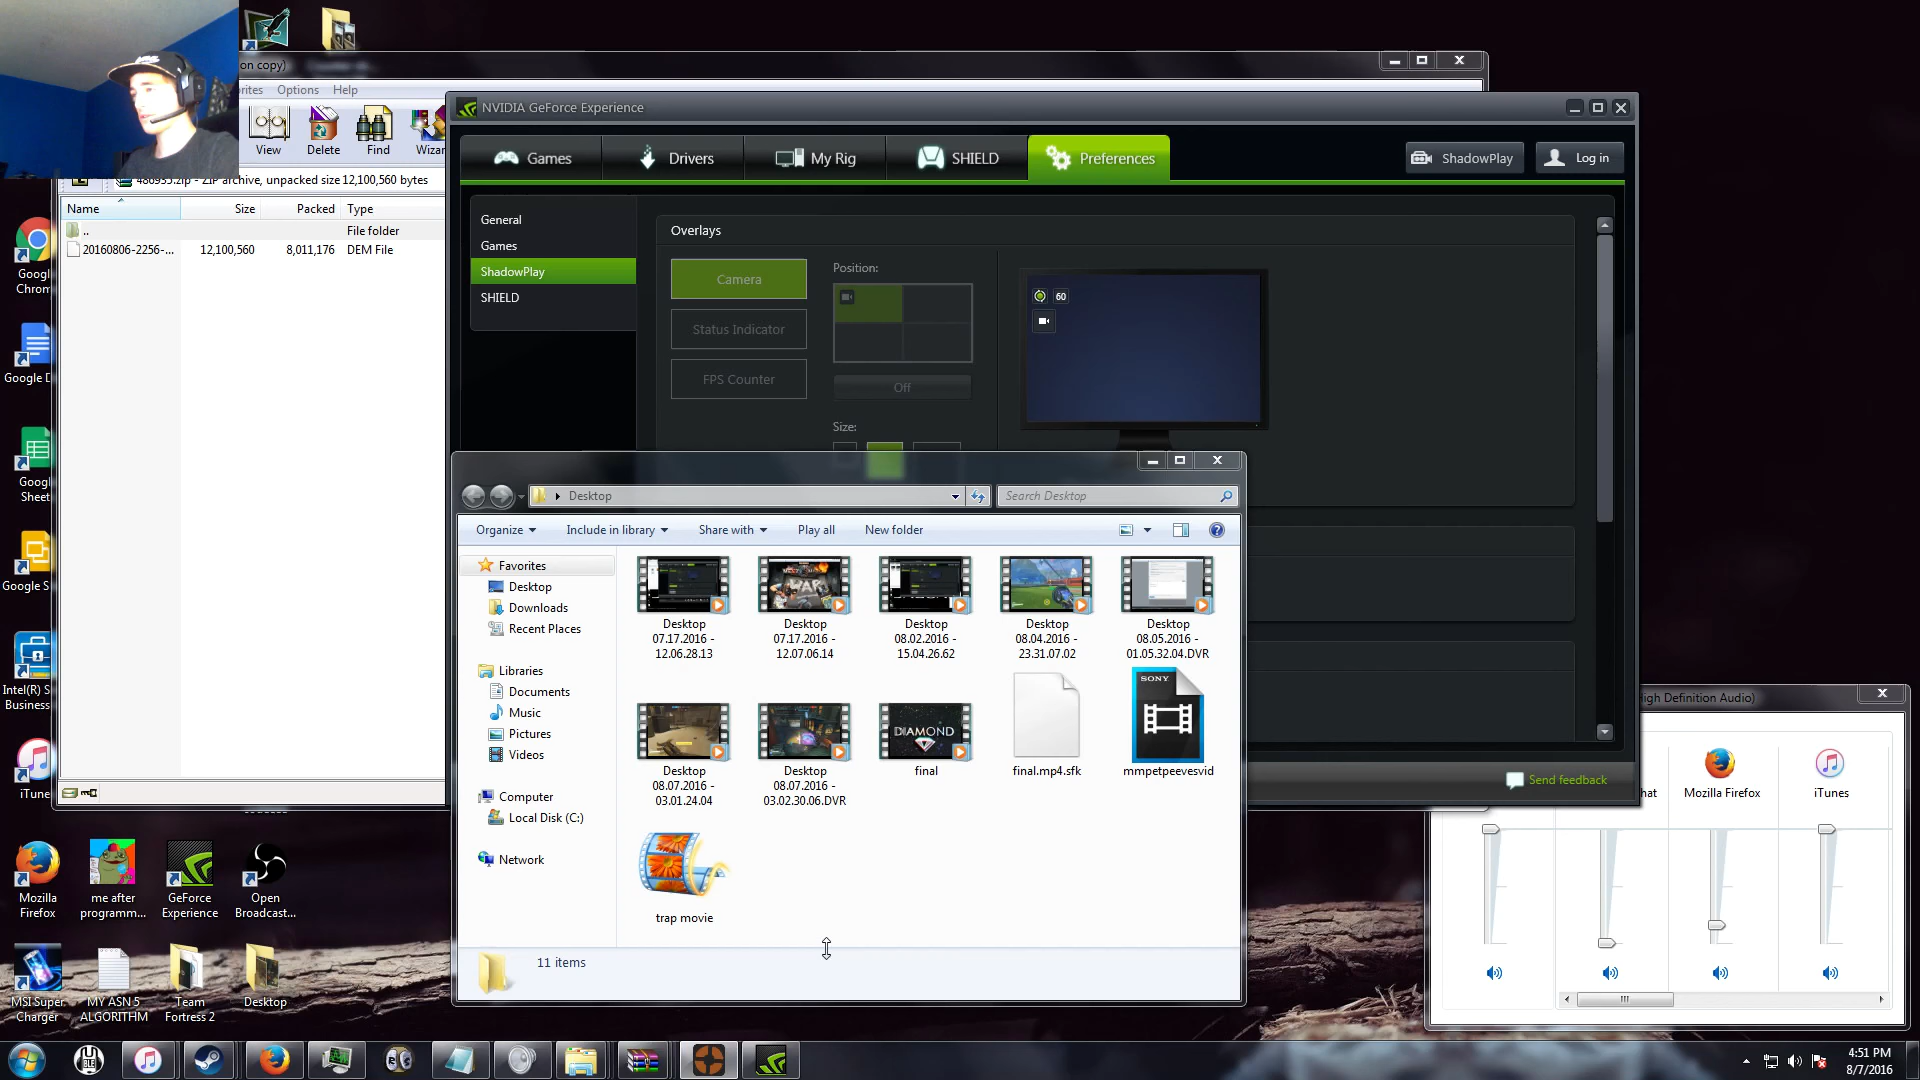 on copy)
Options Help
View Delete Find
480935.zip - ZIP archive, unpacked size 12,100,560 bytes
Name Size Packed Type
.. File folder
20160806-2256-... 12,100,560 8,011,176 DEM File
NVIDIA GeForce Experience
Games Drivers My Rig SHIELD Preferences
ShadowPlay Log in
General
Games
ShadowPlay
SHIELD
Overlays
Camera
Status Indicator
FPS Counter
Position:
Off
Size:
60
Send feedback
Desktop
Search Desktop
Organize Include in library Share with Play all New folder
Favorites
Desktop
Downloads
Recent Places
Libraries
Documents
Music
Pictures
Videos
Computer
Local Disk (C:)
Network
Desktop
07.17.2016 -
12.06.28.13
Desktop
07.17.2016 -
12.07.06.14
Desktop
08.02.2016 -
15.04.26.62
Desktop
08.04.2016 -
23.31.07.02
Desktop
08.05.2016 -
01.05.32.04.DVR
Desktop
08.07.2016 -
03.01.24.04
Desktop
08.07.2016 -
03.02.30.06.DVR
DIAMOND
final
final.mp4.sfk
SONY
mmpetpeevesvid
trap movie
11 items
High Definition Audio)
hat
Mozilla Firefox
iTunes
Google
Chrom
Google D
Google
Sheet
Google S
Intel(R) S
Business
iTune
Mozilla
Firefox
me after
programm...
GeForce
Experience
Open
Broadcast...
MSI Super
Charger
MY ASN 5
ALGORITHM
Team
Fortress 2
Desktop
4:51 PM
8/7/2016